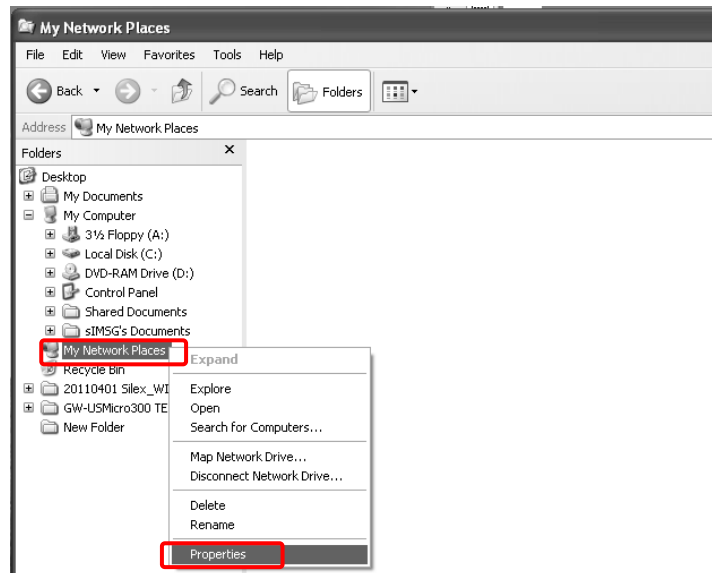 My Network Places
File Edit View Favorites Tools Help
Back Search Folders
Address My Network Places
Folders x
Desktop
My Documents
My Computer
3½ Floppy (A:)
Local Disk (C:)
DVD-RAM Drive (D:)
Control Panel
Shared Documents
sIMSG's Documents
My Network Places
Recycle Bin
20110401 Silex_WI
GW-USMicro300 TE
New Folder
Expand
Explore
Open
Search for Computers...
Map Network Drive...
Disconnect Network Drive...
Delete
Rename
Properties